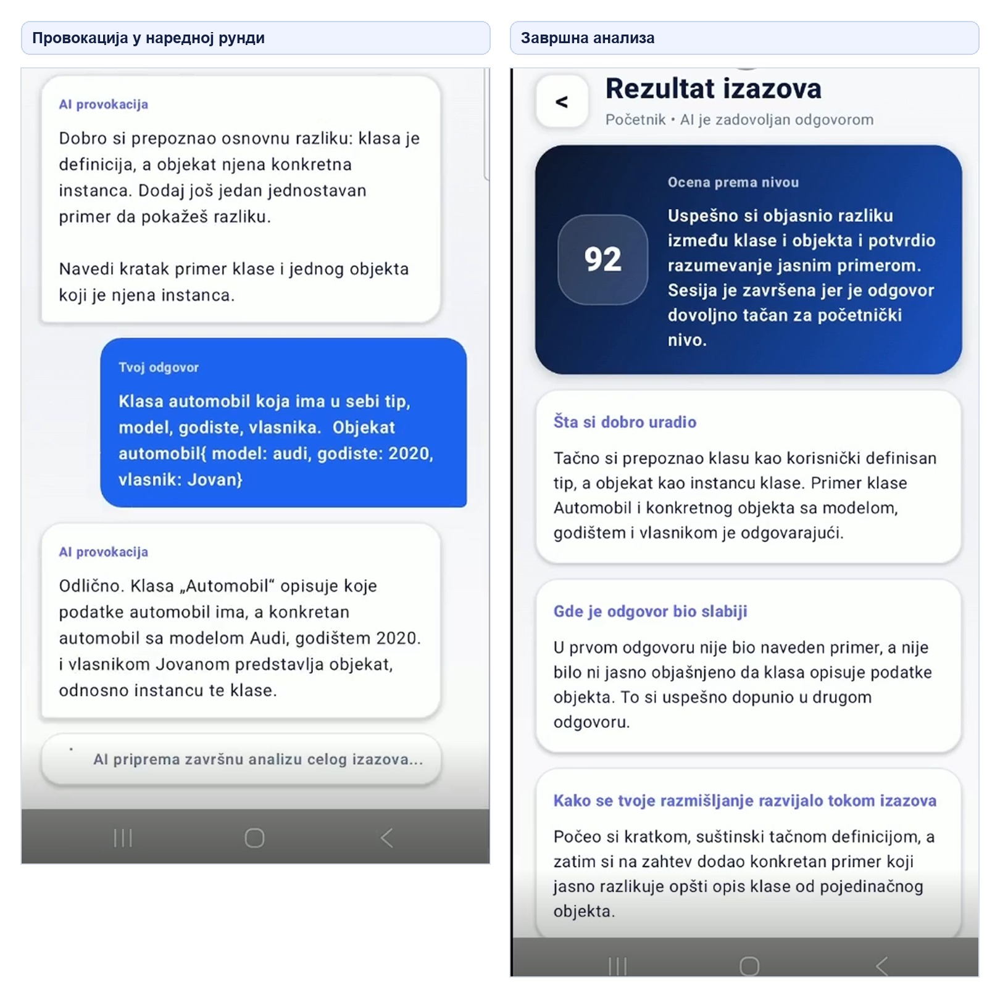 Провокација у наредној рунди
AI provokacija
Dobro si prepoznao osnovnu razliku: klasa je
definicija, a objekat njena konkretna
instanca. Dodaj još jedan jednostavan
primer da pokažeš razliku.
Navedi kratak primer klase i jednog objekta
koji je njena instanca.
Tvoj odgovor
Klasa automobil koja ima u sebi tip,
model, godiste, vlasnika.  Objekat
automobil{ model: audi, godiste: 2020,
vlasnik: Jovan}
AI provokacija
Odlično. Klasa „Automobil“ opisuje koje
podatke automobil ima, a konkretan
automobil sa modelom Audi, godištem 2020.
i vlasnikom Jovanom predstavlja objekat,
odnosno instancu te klase.
AI priprema završnu analizu celog izazova...
Завршна анализа
<
Rezultat izazova
Početnik • AI je zadovoljan odgovorom
92
Ocena prema nivou
Uspešno si objasnio razliku
između klase i objekta i potvrdio
razumevanje jasnim primerom.
Sesija je završena jer je odgovor
dovoljno tačan za početnički
nivo.
Šta si dobro uradio
Tačno si prepoznao klasu kao korisnički definisan
tip, a objekat kao instancu klase. Primer klase
Automobil i konkretnog objekta sa modelom,
godištem i vlasnikom je odgovarajući.
Gde je odgovor bio slabiji
U prvom odgovoru nije bio naveden primer, a nije
bilo ni jasno objašnjeno da klasa opisuje podatke
objekta. To si uspešno dopunio u drugom
odgovoru.
Kako se tvoje razmišljanje razvijalo tokom izazova
Počeo si kratkom, suštinski tačnom definicijom, a
zatim si na zahtev dodao konkretan primer koji
jasno razlikuje opšti opis klase od pojedinačnog
objekta.